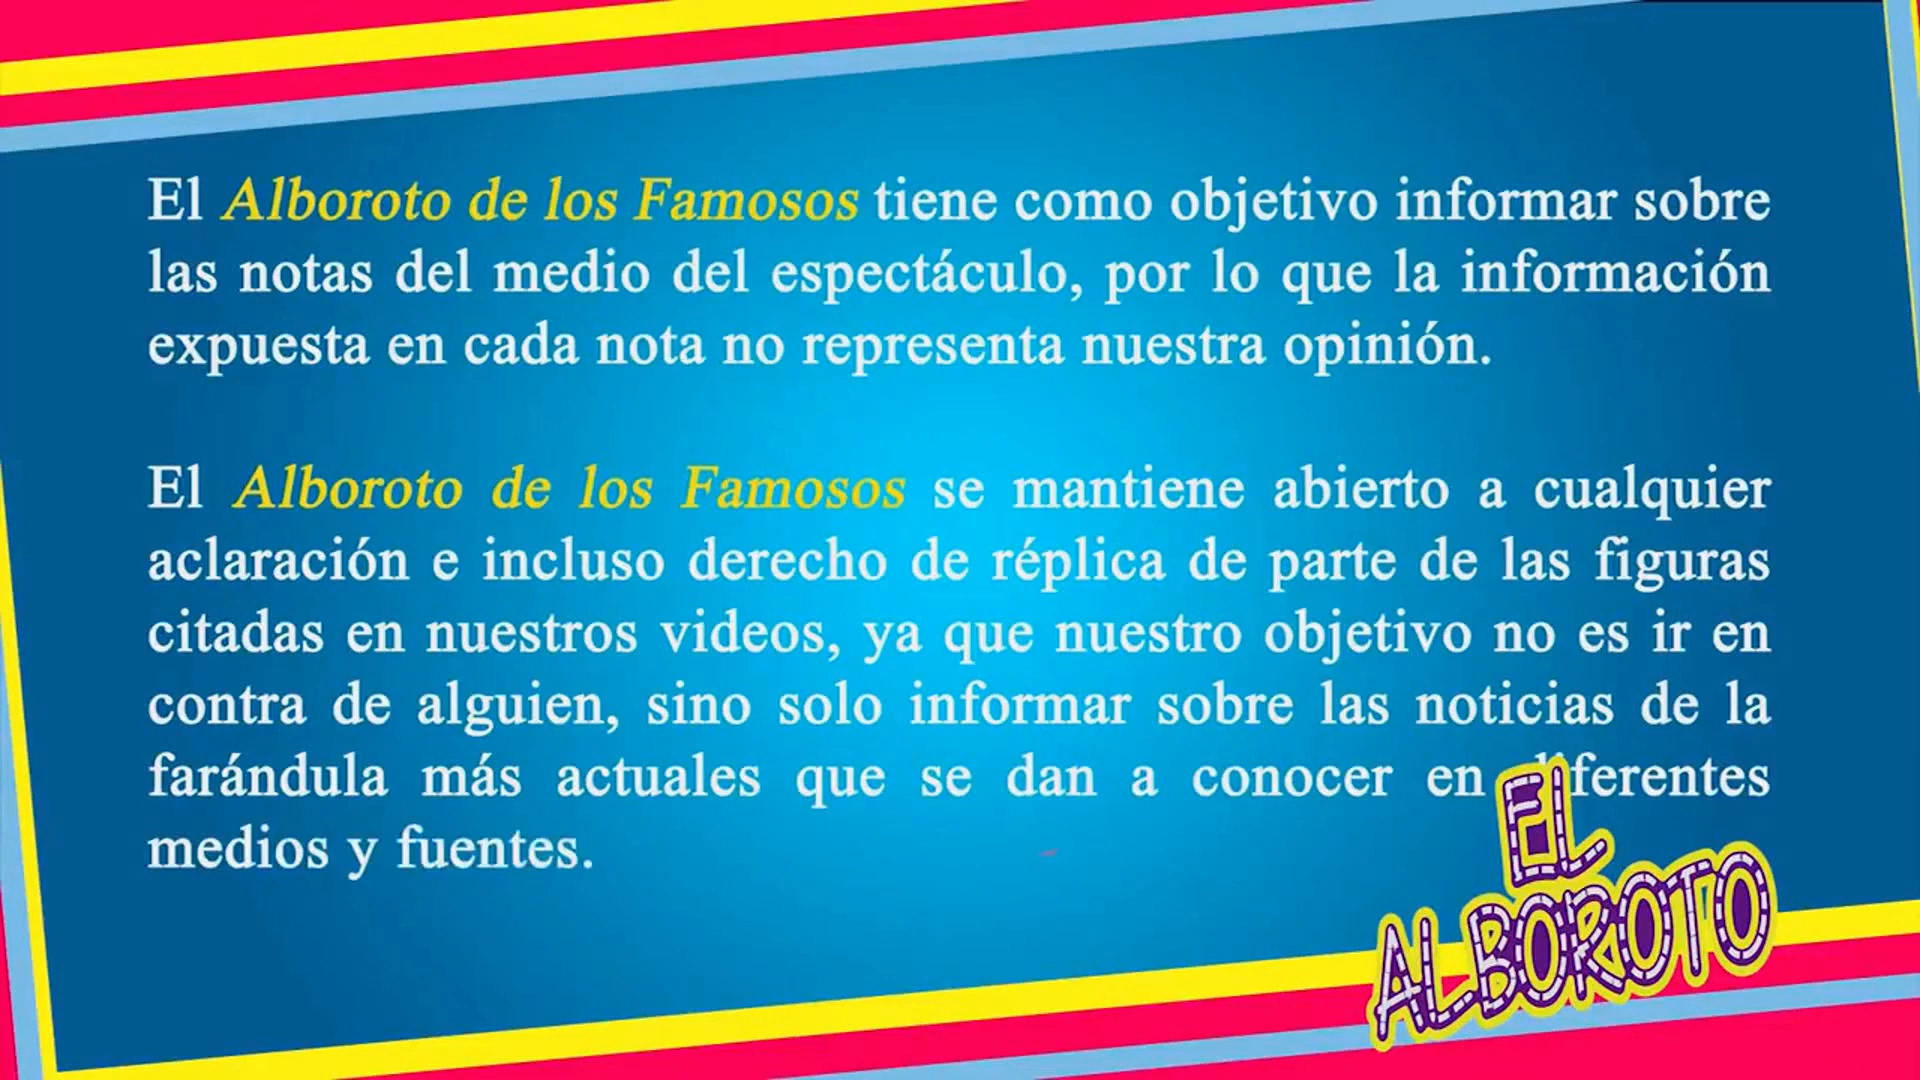 El Alboroto de los Famosos tiene como objetivo informar sobre
las notas del medio del espectáculo, por lo que la información
expuesta en cada nota no representa nuestra opinión.
El Alboroto de los Famosos se mantiene abierto a cualquier
aclaración e incluso derecho de réplica de parte de las figuras
citadas en nuestros videos, ya que nuestro objetivo no es ir en
contra de alguien, sino solo informar sobre las noticias de la
farándula más actuales que se dan a conocer en diferentes
medios y fuentes.
EL
ALBOROTO